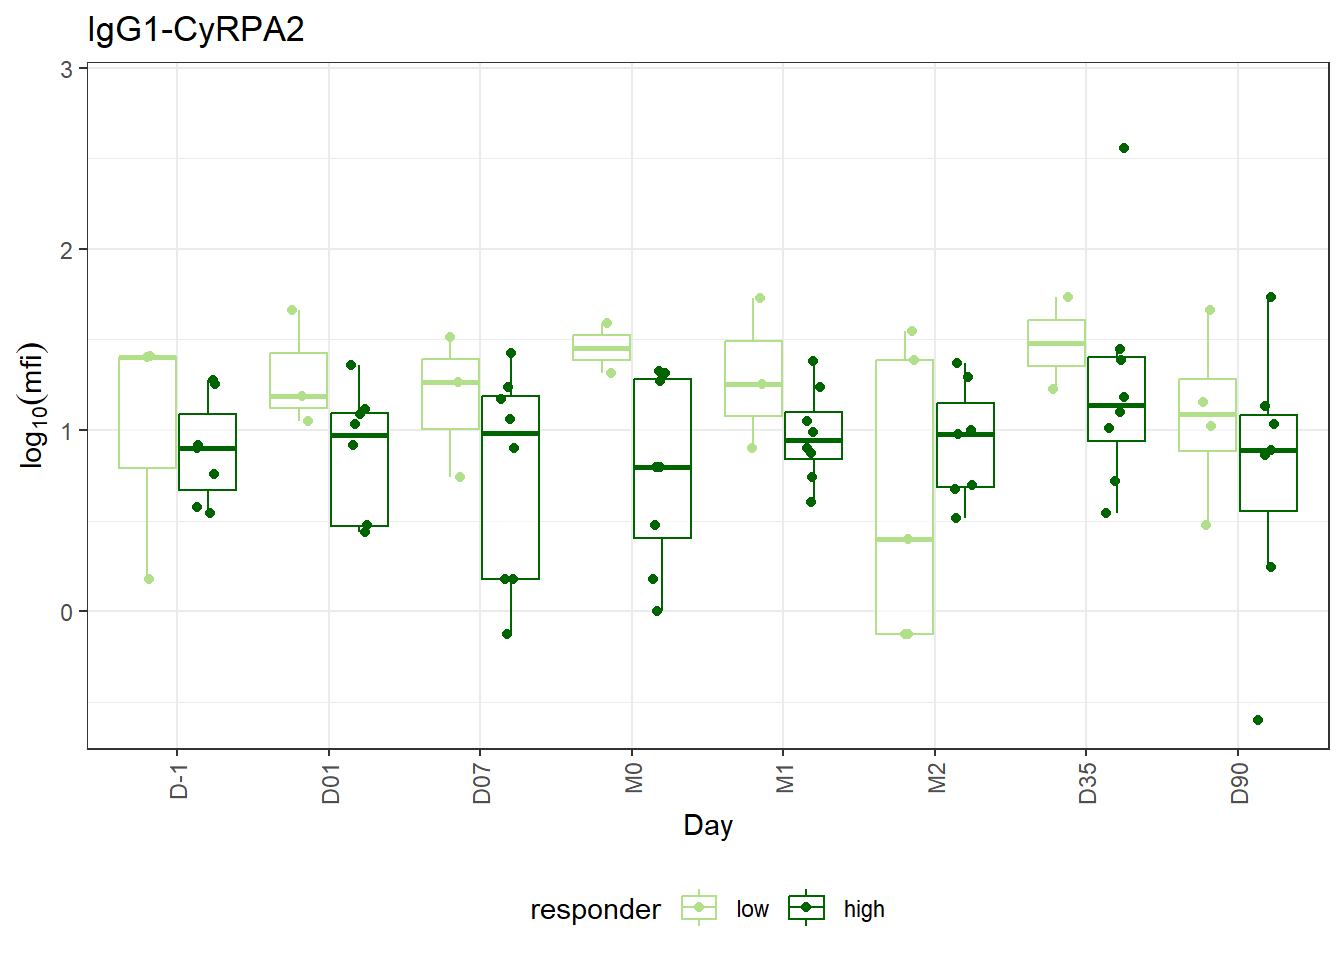 IgG1-CyRPA2
3
2
1
0
log10(mfi)
D-1 D01 D07 M0 M1 M2 D35 D90
Day
responder low high